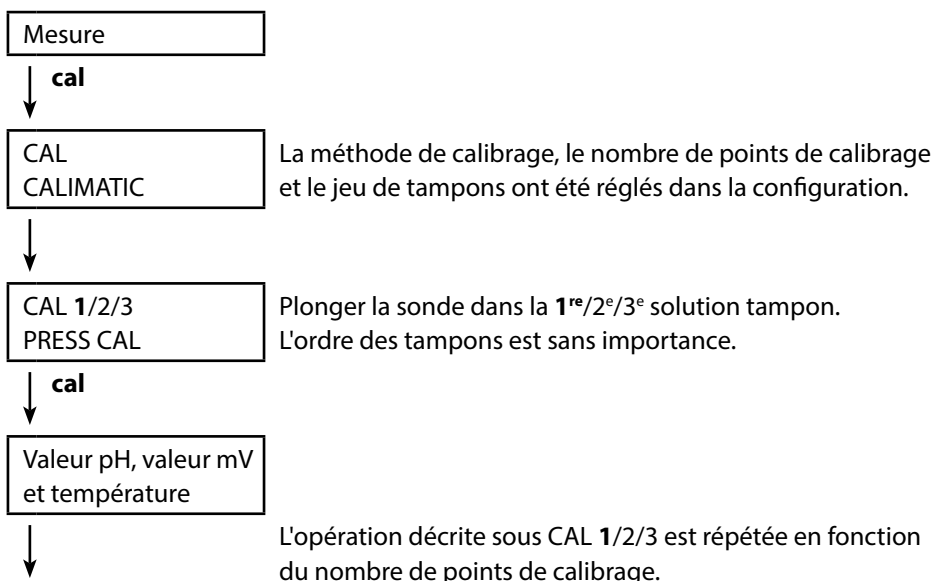 Mesure
cal
CAL
CALIMATIC
La méthode de calibrage, le nombre de points de calibrage
et le jeu de tampons ont été réglés dans la configuration.
CAL 1/2/3
PRESS CAL
Plonger la sonde dans la 1re/2e/3e solution tampon.
L'ordre des tampons est sans importance.
cal
Valeur pH, valeur mV
et température
L'opération décrite sous CAL 1/2/3 est répétée en fonction
du nombre de points de calibrage.